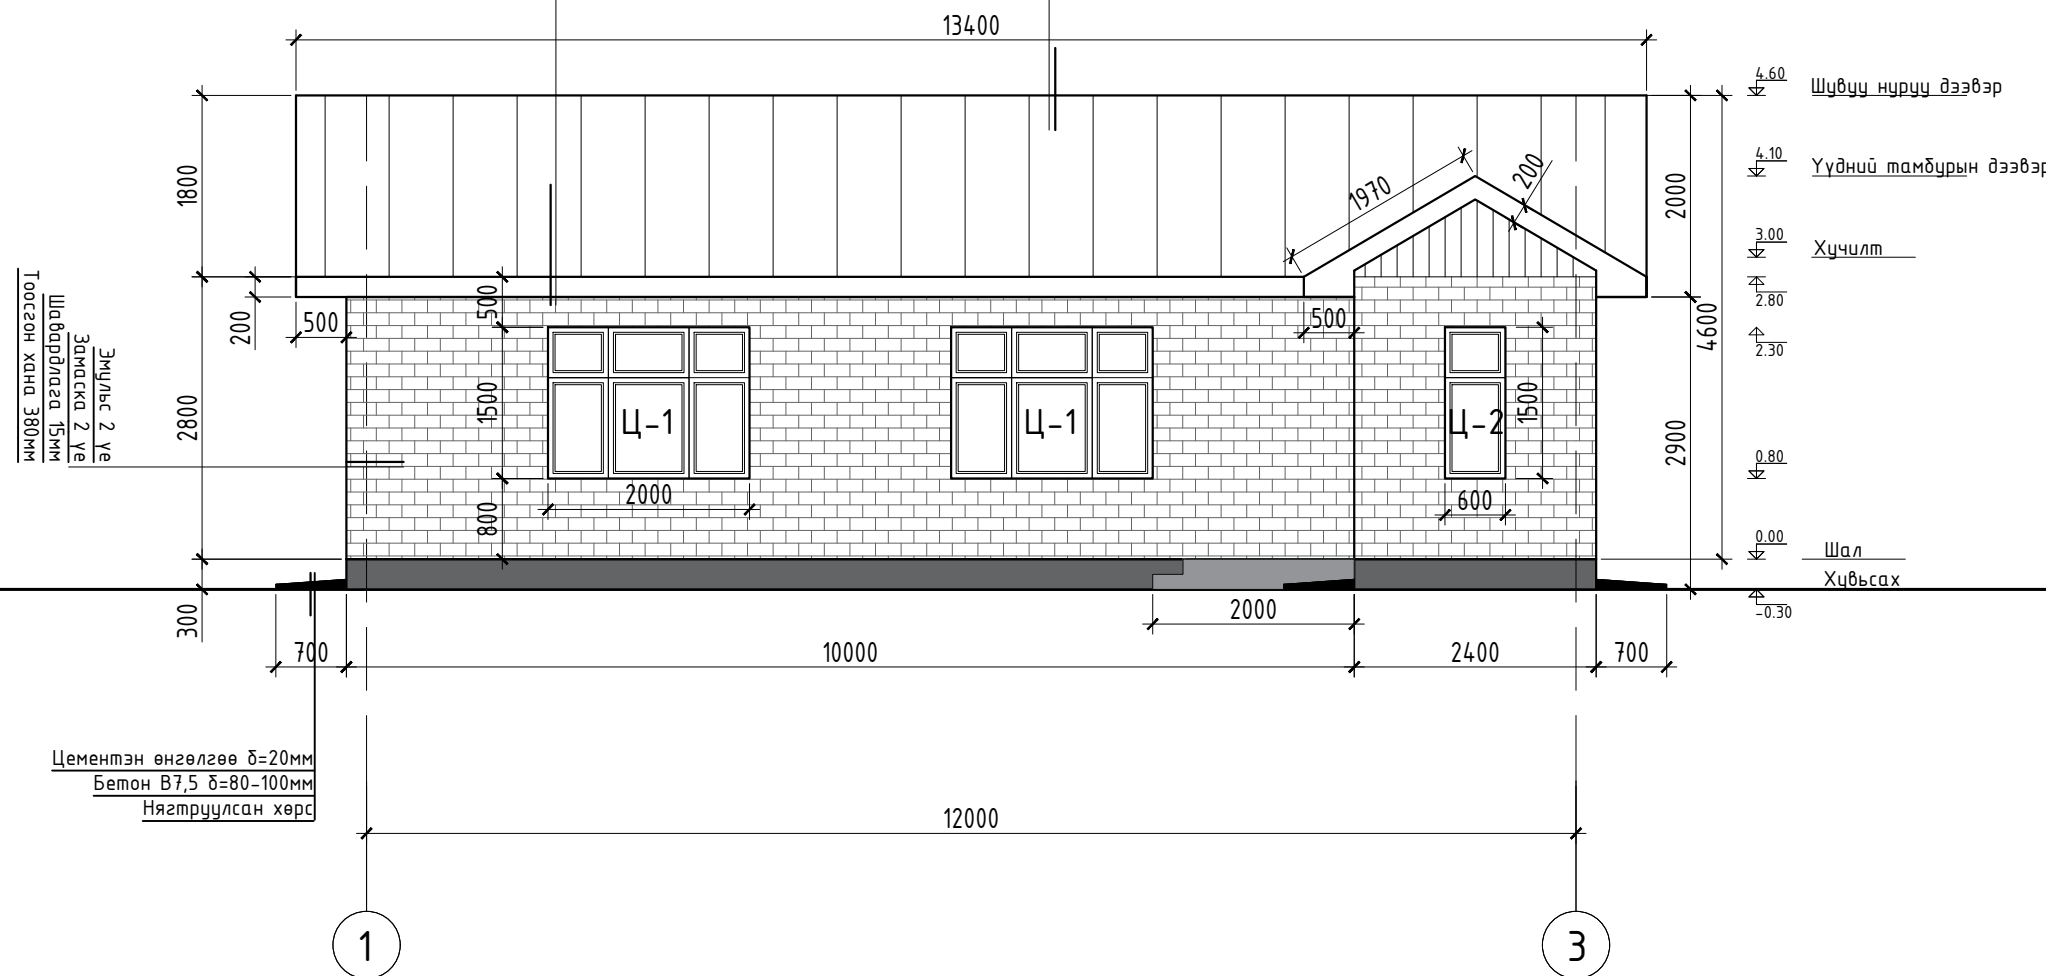 13400
4.60
Шувуу нуруу дээвэр
4.10
Үүдний тамбурын дээвэр
1800
1970
200
2000
3.00
Хучилт
2.80
200
500
500
500
4600
2.30
Эмульс 2 үе
Замаска 2 үе
Шавардлага 15мм
Тоосгон хана 380мм
2800
1500
Ц-1
Ц-1
Ц-2
1500
2900
0.80
2000
600
800
0.00
Шал
Хувьсах
-0.30
300
2000
700
10000
2400
700
Цементэн өнгөлгөө δ=20мм
Бетон В7,5 δ=80-100мм
Нягтруулсан хөрс
12000
1
3